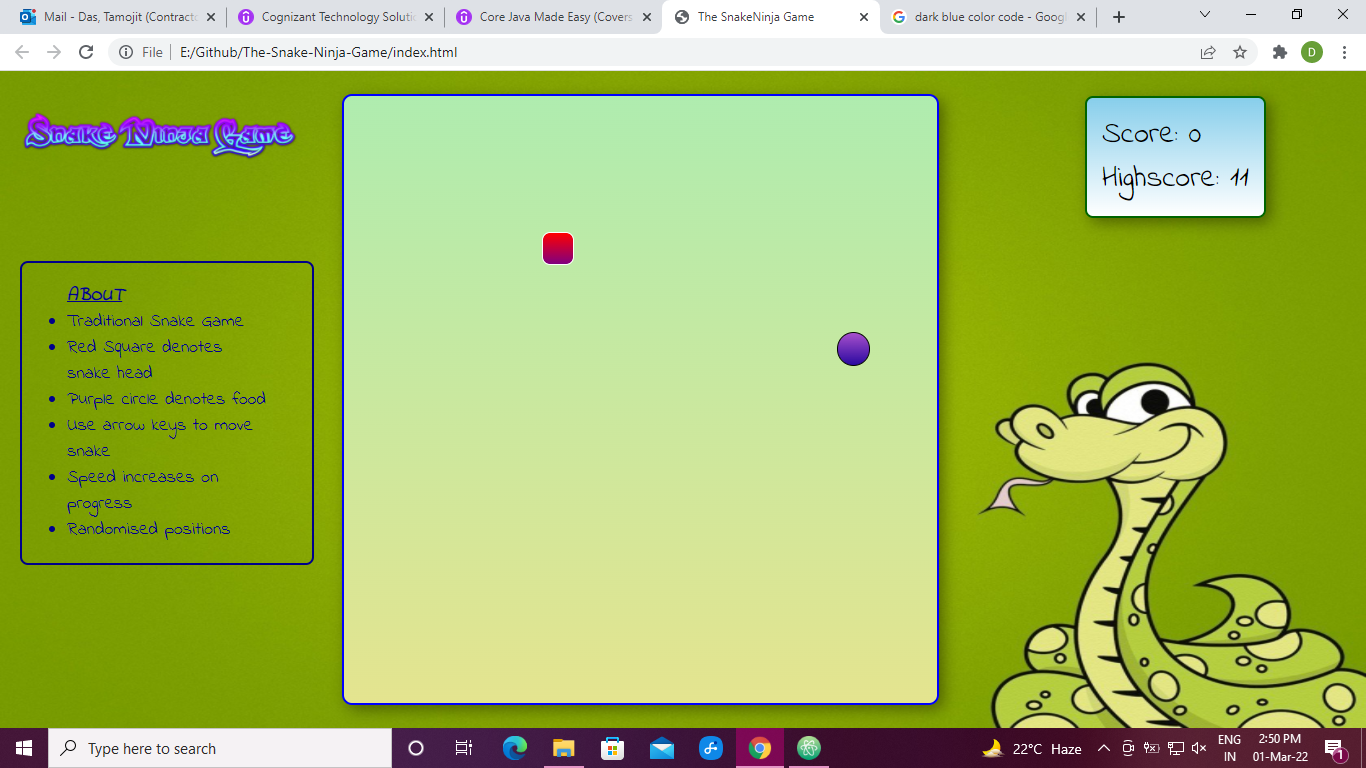 Mail - Das, Tamojit (Contracto
Cognizant Technology Solutio
Core Java Made Easy (Covers
The SnakeNinja Game
dark blue color code - Googl
File
E:/Github/The-Snake-Ninja-Game/index.html
D
Snake Ninja Game
Score: 0
Highscore: 11
ABOUT
Traditional Snake Game
Red Square denotes
snake head
Purple circle denotes food
Use arrow keys to move
snake
Speed increases on
progress
Randomised positions
Type here to search
22°C Haze
ENG
IN
2:50 PM
01-Mar-22
1